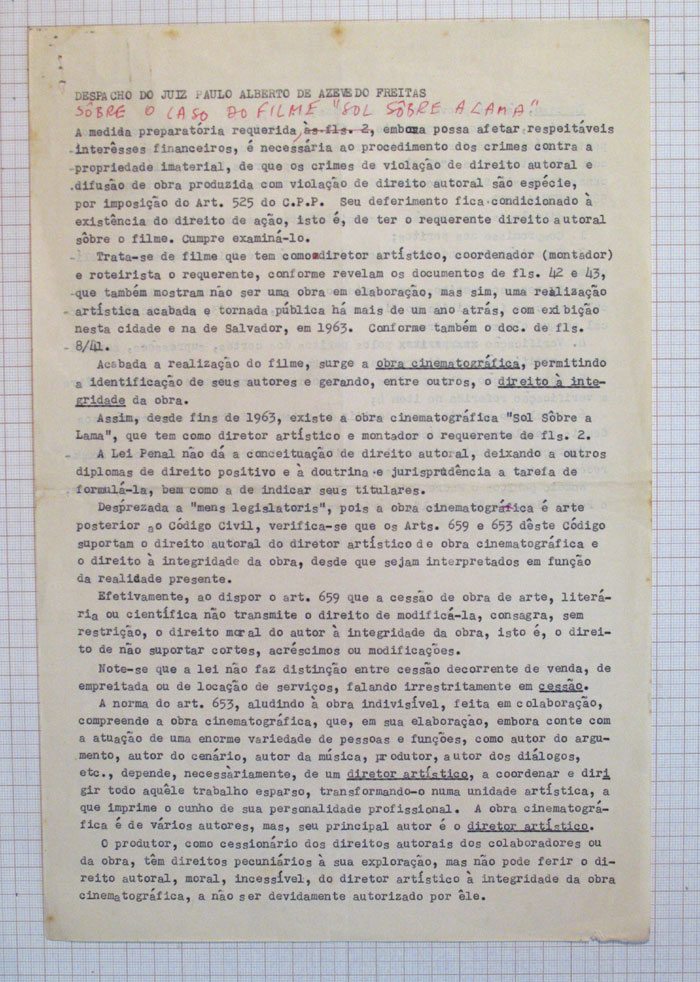 DESPACHO DO JUIZ PAULO ALBERTO DE AZEVEDO FREITAS
SÔBRE O CASO DO FILME "SOL SÔBRE A LAMA"
A medida preparatória requerida, às fls. 2, embora possa afetar respeitáveis
interêsses financeiros, é necessária ao procedimento dos crimes contra a
propriedade imaterial, de que os crimes de violação de direito autoral e
difusão de obra produzida com violação de direito autoral são espécie,
por imposição do Art. 525 do C.P.P. Seu deferimento fica condicionado à
existência do direito de ação, isto é, de ter o requerente direito autoral
sôbre o filme. Cumpre examiná-lo.
Trata-se de filme que tem como diretor artístico, coordenador (montador)
e roteirista o requerente, conforme revelam os documentos de fls. 42 e 43,
que também mostram não ser uma obra em elaboração, mas sim, uma realização
artística acabada e tornada pública há mais de um ano atrás, com exibição
nesta cidade e na de Salvador, em 1963. Conforme também o doc. de fls.
8/41.
Acabada a realização do filme, surge a obra cinematográfica, permitindo
a identificação de seus autores e gerando, entre outros, o direito à inte-
gridade da obra.
Assim, desde fins de 1963, existe a obra cinematográfica "Sol Sôbre a
Lama", que tem como diretor artístico e montador o requerente de fls. 2.
A Lei Penal não dá a conceituação de direito autoral, deixando a outros
diplomas de direito positivo e à doutrina e jurisprudência a tarefa de
formulá-la, bem como a de indicar seus titulares.
Desprezada a "mens legislatoris", pois a obra cinematográfica é arte
posterior ao Código Civil, verifica-se que os Arts. 659 e 653 dêste Código
suportam o direito autoral do diretor artístico de obra cinematográfica e
o direito à integridade da obra, desde que sejam interpretados em função
da realidade presente.
Efetivamente, ao dispor o art. 659 que a cessão de obra de arte, literá-
ria ou científica não transmite o direito de modificá-la, consagra, sem
restrição, o direito moral do autor à integridade da obra, isto é, o direi-
to de não suportar cortes, acréscimos ou modificações.
Note-se que a lei não faz distinção entre cessão decorrente de venda, de
empreitada ou de locação de serviços, falando irrestritamente em cessão.
A norma do art. 653, aludindo à obra indivisível, feita em colaboração,
compreende a obra cinematográfica, que, em sua elaboração, embora conte com
a atuação de uma enorme variedade de pessoas e funções, como autor do argu-
mento, autor do cenário, autor da música, produtor, autor dos diálogos,
etc., depende, necessàriamente, de um diretor artístico, a coordenar e diri
gir todo aquêle trabalho esparso, transformando-o numa unidade artística, a
que imprime o cunho de sua personalidade profissional. A obra cinematográ-
fica é de vários autores, mas, seu principal autor é o diretor artístico.
O produtor, como cessionário dos direitos autorais dos colaboradores ou
da obra, têm direitos pecuniários à sua exploração, mas não pode ferir o di-
reito autoral, moral, incessível, do diretor artístico à integridade da obra
cinematográfica, a não ser devidamente autorizado por êle.